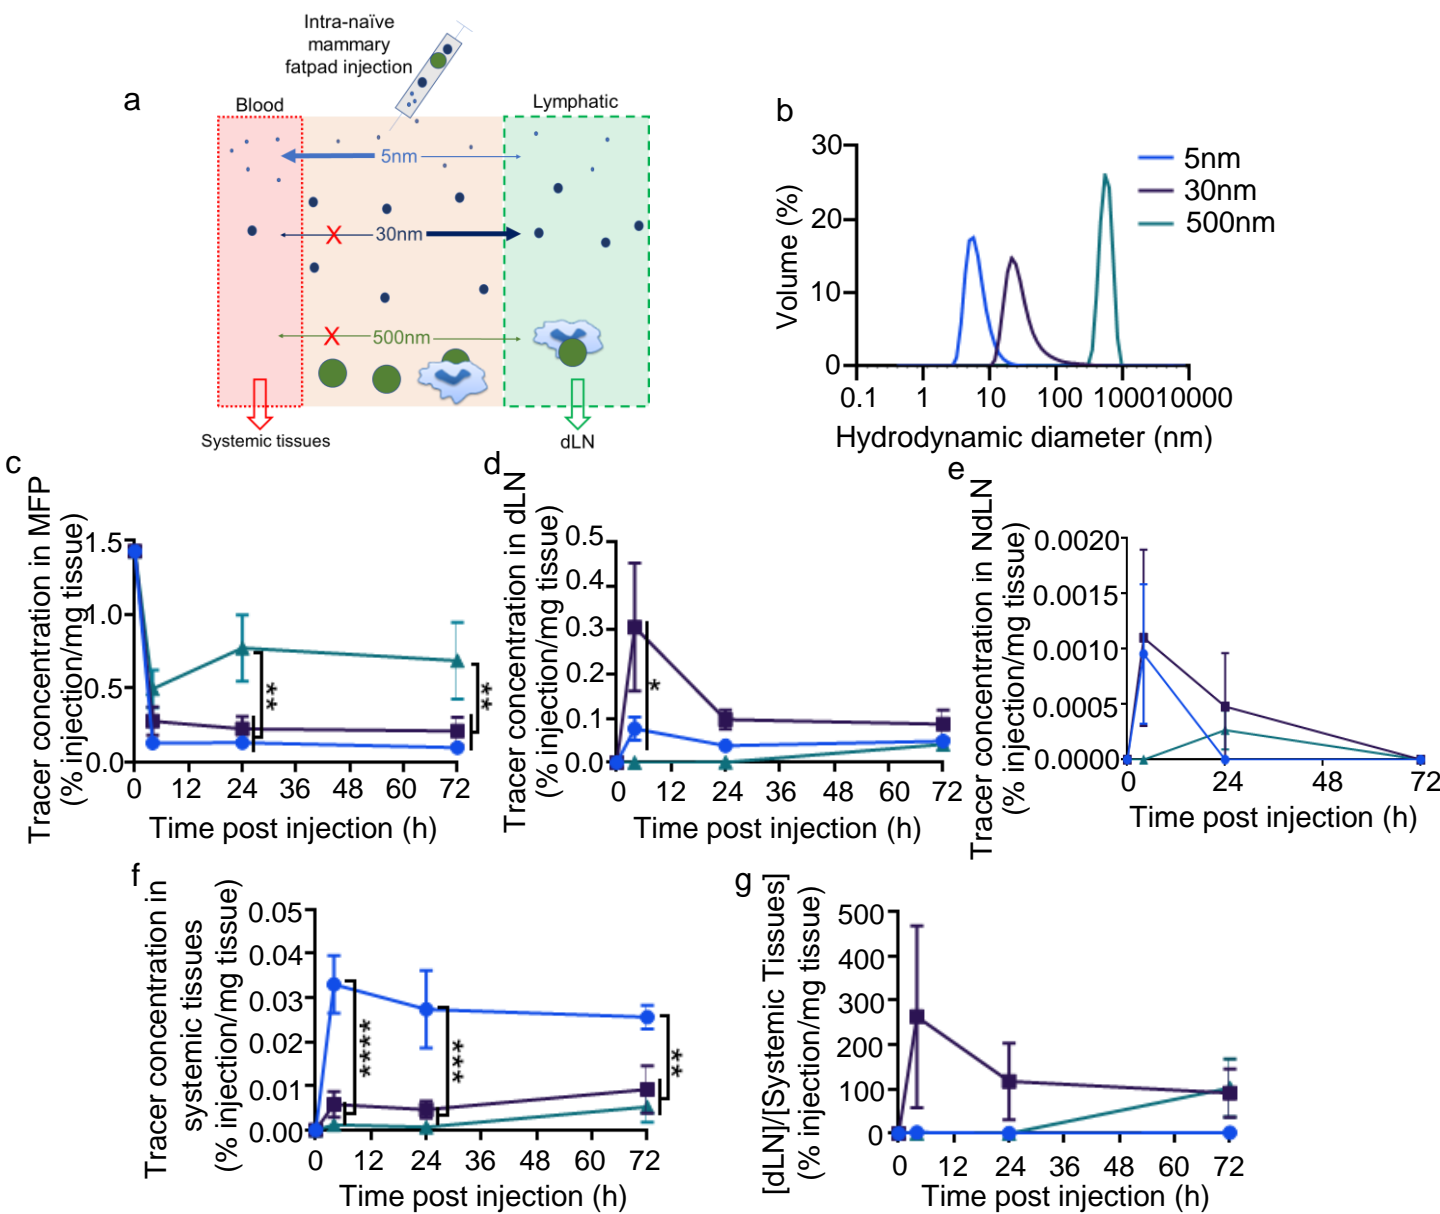 Intra-naïve
mammary
fatpad injection
a
Blood
Lymphatic
5nm
X
30nm
X
500nm
Systemic tissues
dLN
b
Volume (%)
30
20
10
0
0.1
1
10
100
1000
10000
Hydrodynamic diameter (nm)
5nm
30nm
500nm
c
Tracer concentration in MFP
(% injection/mg tissue)
1.5
1.0
0.5
0.0
**
**
0
12
24
36
48
60
72
Time post injection (h)
d
Tracer concentration in dLN
(% injection/mg tissue)
0.5
0.4
0.3
0.2
0.1
0.0
*
0
12
24
36
48
60
72
Time post injection (h)
e
Tracer concentration in NdLN
(% injection/mg tissue)
0.0020
0.0015
0.0010
0.0005
0.0000
0
24
48
72
Time post injection (h)
f
Tracer concentration in
systemic tissues
(% injection/mg tissue)
0.05
0.04
0.03
0.02
0.01
0.00
****
***
**
0
12
24
36
48
60
72
Time post injection (h)
g
[dLN]/[Systemic Tissues]
(% injection/mg tissue)
500
400
300
200
100
0
0
12
24
36
48
60
72
Time post injection (h)